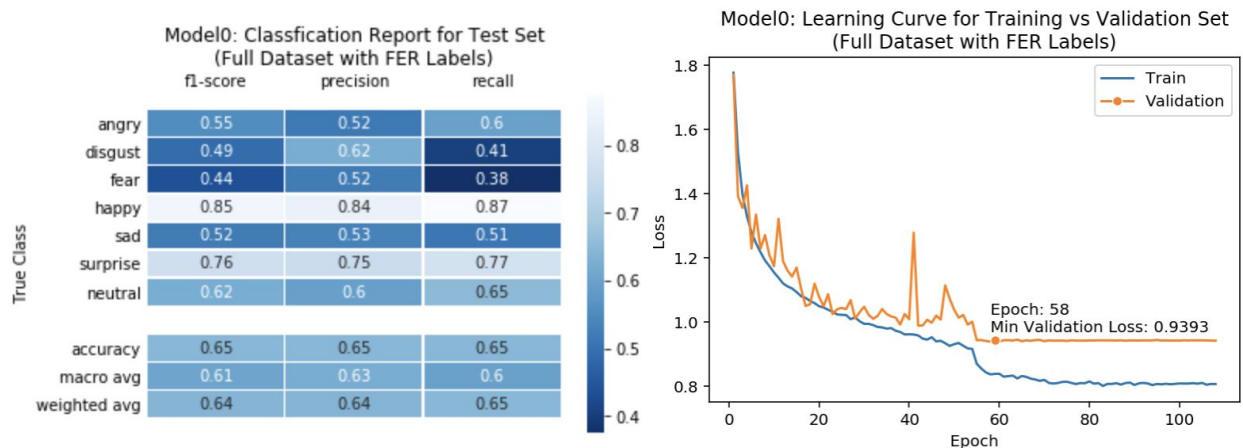 Model0: Classfication Report for Test Set
(Full Dataset with FER Labels)
f1-score precision recall
angry 0.55 0.52 0.6
disgust 0.49 0.62 0.41
fear 0.44 0.52 0.38
happy 0.85 0.84 0.87
sad 0.52 0.53 0.51
surprise 0.76 0.75 0.77
neutral 0.62 0.6 0.65
accuracy 0.65 0.65 0.65
macro avg 0.61 0.63 0.6
weighted avg 0.64 0.64 0.65
True Class
0.8
0.7
0.6
0.5
0.4
Model0: Learning Curve for Training vs Validation Set
(Full Dataset with FER Labels)
Train
Validation
1.8
1.6
1.4
1.2
1.0
0.8
Loss
Epoch: 58
Min Validation Loss: 0.9393
0 20 40 60 80 100
Epoch